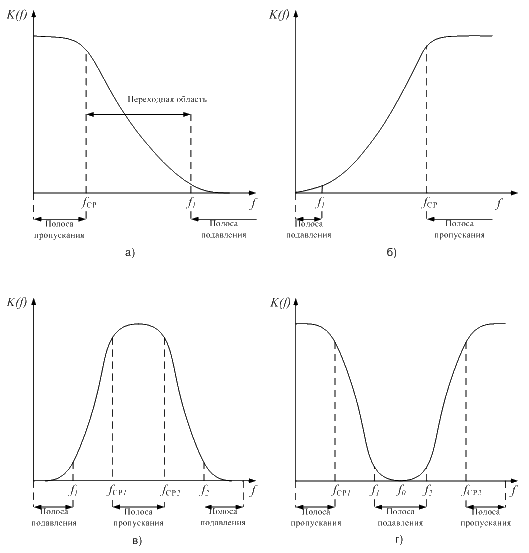 K(f)
Переходная область
fСР
f1
f
Полоса
пропускания
Полоса
подавления
а)
K(f)
f1
fСР
f
Полоса
подавления
Полоса
пропускания
б)
K(f)
f1
fСР1
fСР2
f2
f
Полоса
подавления
Полоса
пропускания
Полоса
подавления
в)
K(f)
fСР1
f1
f0
f2
fСР2
f
Полоса
пропускания
Полоса
подавления
Полоса
пропускания
г)